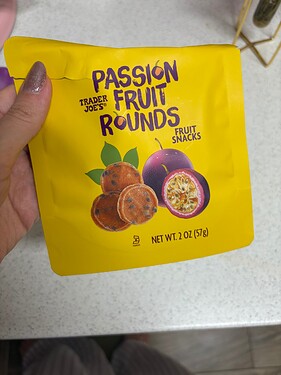 PASSION
TRADER JOE'S
FRUIT
ROUNDS
FRUIT
SNACKS
NET WT. 2 OZ (57g)